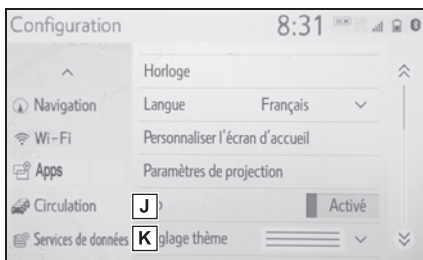 Configuration 8:31
Horloge
Navigation
Langue Français
Wi-Fi
Personnaliser l'écran d'accueil
Apps
Paramètres de projection
Circulation
J Activé
Services de données
K glage thème